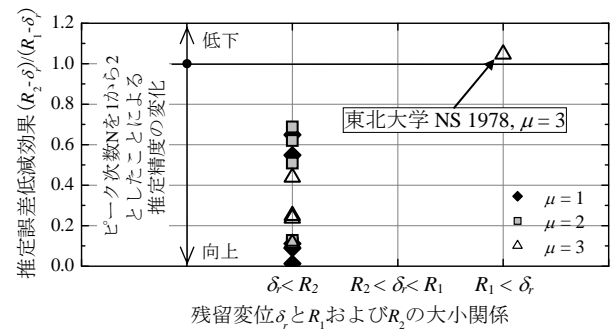 推定誤差低減効果 (R₂-δᵣ)/(R₁-δᵣ)
ピーク次数Nを1から2
としたことによる
推定精度の変化
1.2
1.0
0.8
0.6
0.4
0.2
0.0
低下
向上
東北大学 NS 1978, μ = 3
μ = 1
μ = 2
μ = 3
δᵣ< R₂
R₂ < δᵣ< R₁
R₁ < δᵣ
残留変位δᵣとR₁およびR₂の大小関係